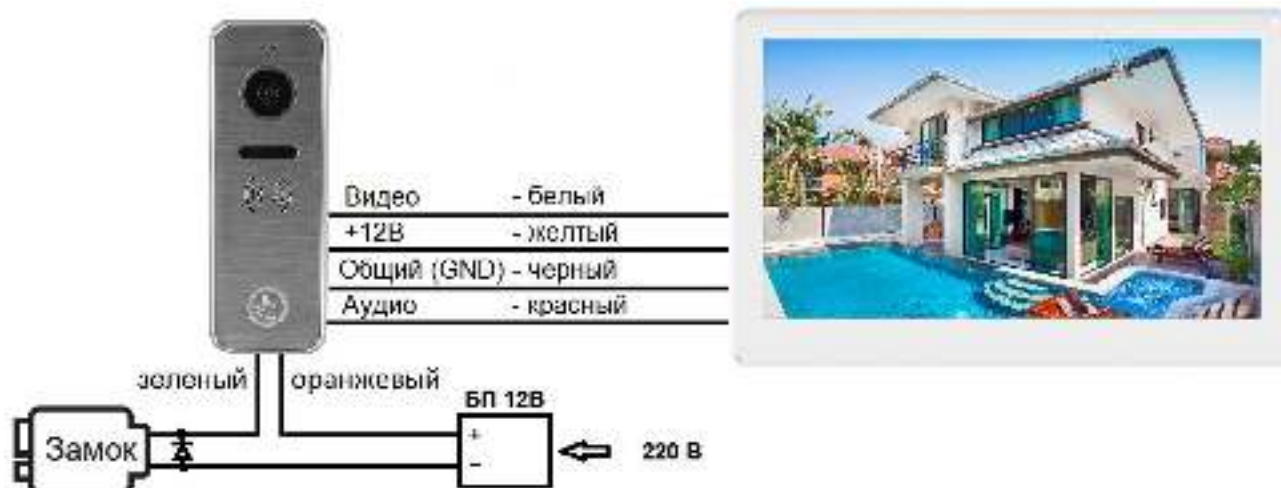 Видео - белый
+12В - желтый
Общий (GND) - черный
Аудио - красный
зеленый оранжевый
БП 12В
Замок
+
-
220 В